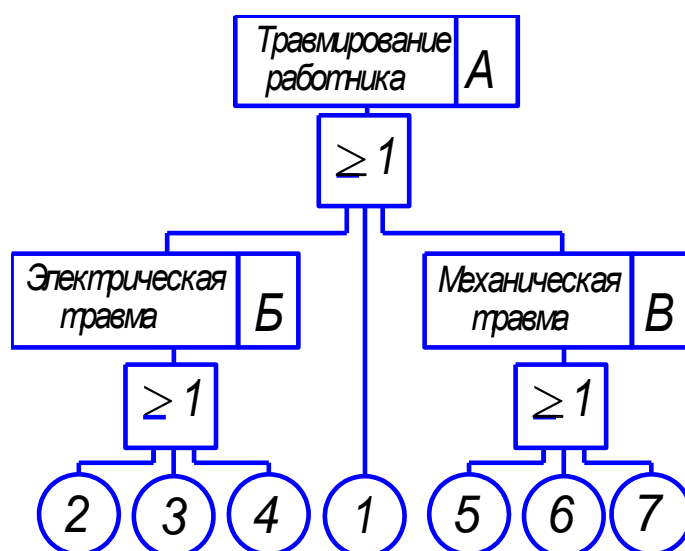 Травмирование
работника
А
≥ 1
Электрическая
травма
Б
Механическая
травма
В
≥ 1
≥ 1
2
3
4
1
5
6
7